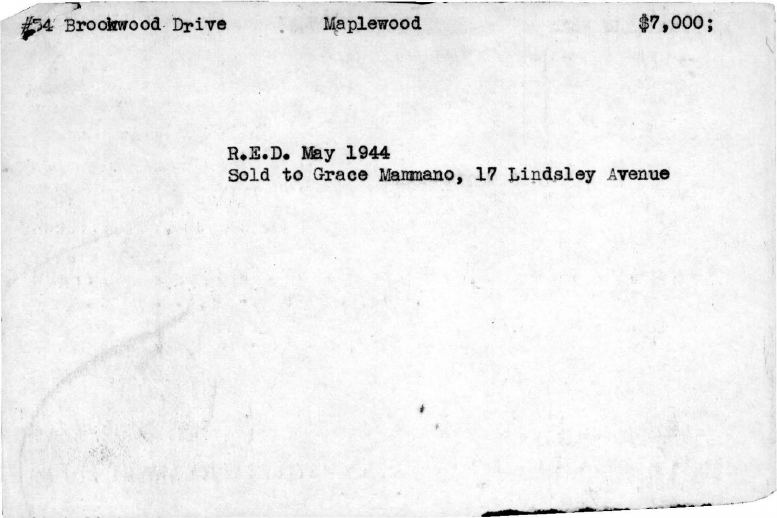 #54 Brookwood Drive Maplewood $7,000;
R.E.D. May 1944
Sold to Grace Mammano, 17 Lindsley Avenue